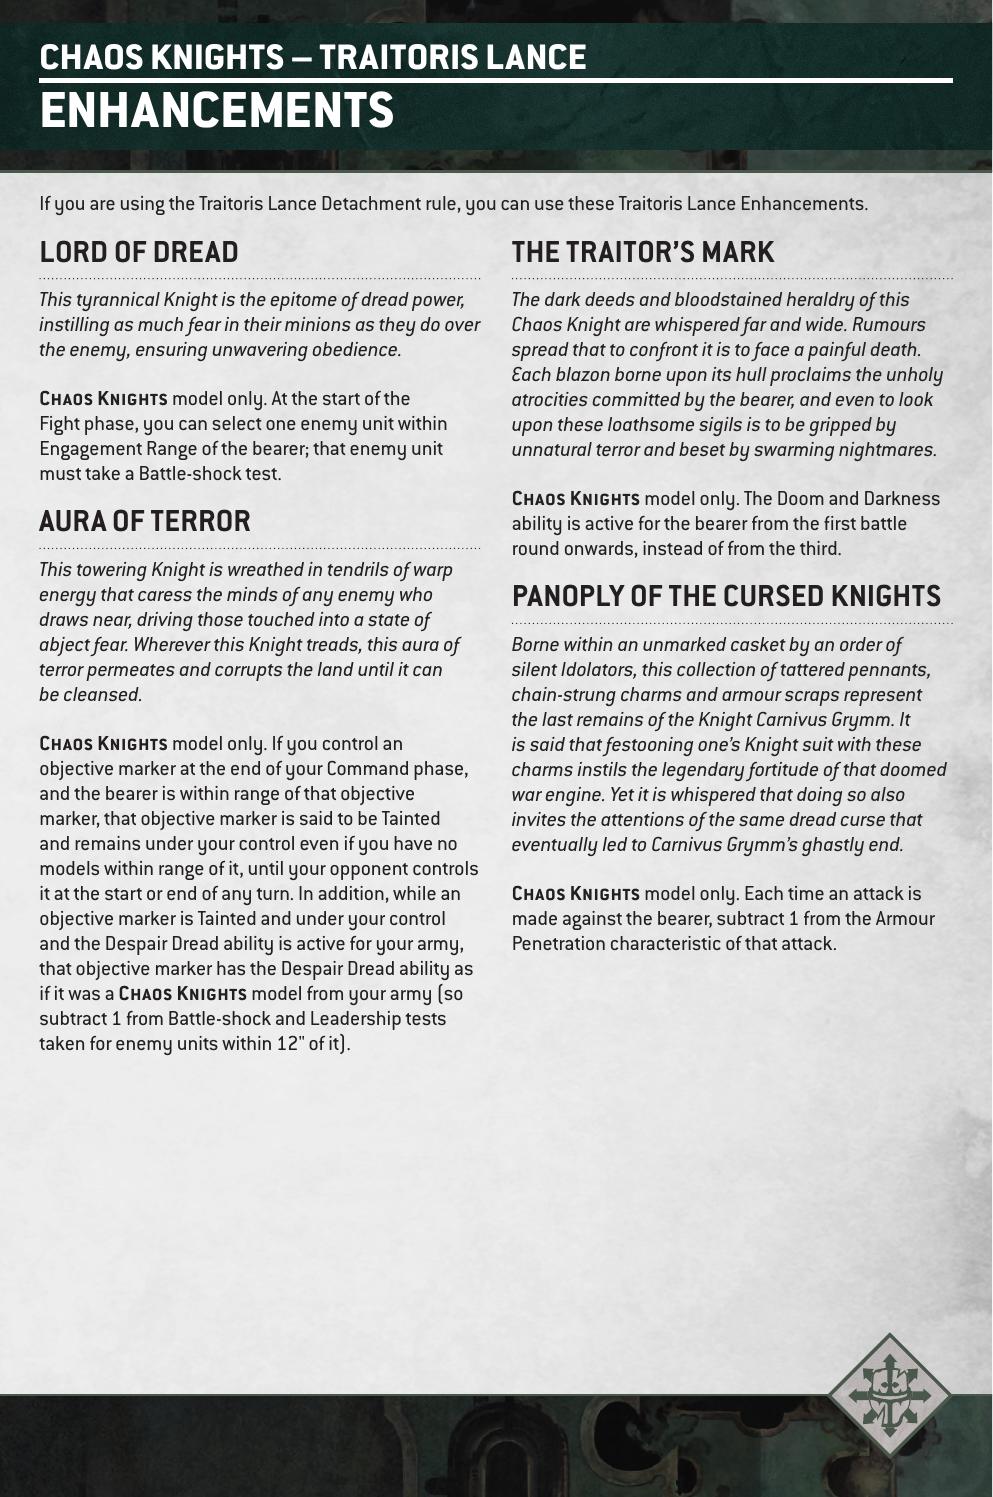 CHAOS KNIGHTS – TRAITORIS LANCE
ENHANCEMENTS
If you are using the Traitoris Lance Detachment rule, you can use these Traitoris Lance Enhancements.
LORD OF DREAD
This tyrannical Knight is the epitome of dread power,
instilling as much fear in their minions as they do over
the enemy, ensuring unwavering obedience.
CHAOS KNIGHTS model only. At the start of the
Fight phase, you can select one enemy unit within
Engagement Range of the bearer; that enemy unit
must take a Battle-shock test.
AURA OF TERROR
This towering Knight is wreathed in tendrils of warp
energy that caress the minds of any enemy who
draws near, driving those touched into a state of
abject fear. Wherever this Knight treads, this aura of
terror permeates and corrupts the land until it can
be cleansed.
CHAOS KNIGHTS model only. If you control an
objective marker at the end of your Command phase,
and the bearer is within range of that objective
marker, that objective marker is said to be Tainted
and remains under your control even if you have no
models within range of it, until your opponent controls
it at the start or end of any turn. In addition, while an
objective marker is Tainted and under your control
and the Despair Dread ability is active for your army,
that objective marker has the Despair Dread ability as
if it was a CHAOS KNIGHTS model from your army (so
subtract 1 from Battle-shock and Leadership tests
taken for enemy units within 12" of it).
THE TRAITOR'S MARK
The dark deeds and bloodstained heraldry of this
Chaos Knight are whispered far and wide. Rumours
spread that to confront it is to face a painful death.
Each blazon borne upon its hull proclaims the unholy
atrocities committed by the bearer, and even to look
upon these loathsome sigils is to be gripped by
unnatural terror and beset by swarming nightmares.
CHAOS KNIGHTS model only. The Doom and Darkness
ability is active for the bearer from the first battle
round onwards, instead of from the third.
PANOPLY OF THE CURSED KNIGHTS
Borne within an unmarked casket by an order of
silent Idolators, this collection of tattered pennants,
chain-strung charms and armour scraps represent
the last remains of the Knight Carnivus Grymm. It
is said that festooning one's Knight suit with these
charms instils the legendary fortitude of that doomed
war engine. Yet it is whispered that doing so also
invites the attentions of the same dread curse that
eventually led to Carnivus Grymm's ghastly end.
CHAOS KNIGHTS model only. Each time an attack is
made against the bearer, subtract 1 from the Armour
Penetration characteristic of that attack.